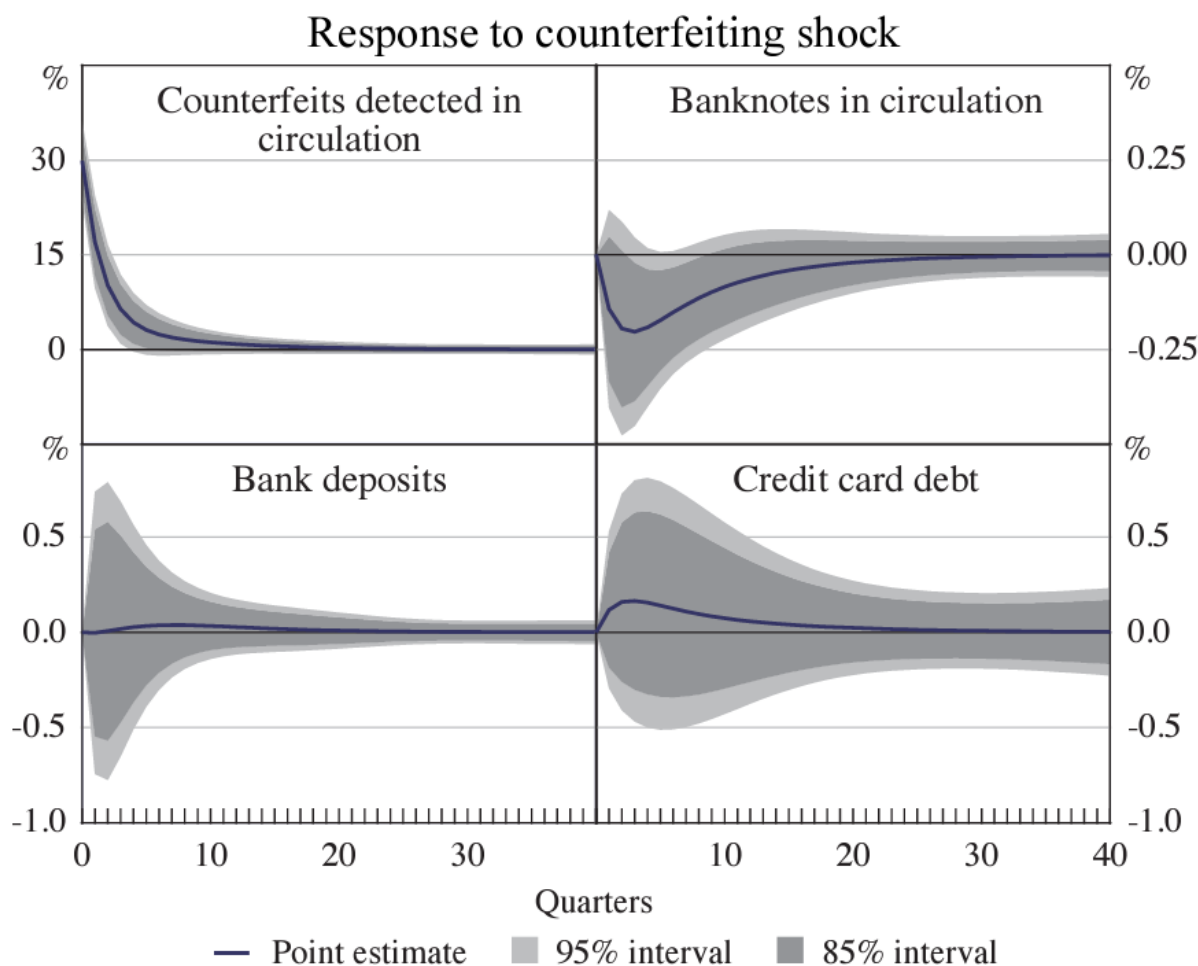 Response to counterfeiting shock
% %
Counterfeits detected in
circulation
Banknotes in circulation
30 0.25
15 0.00
0 -0.25
% %
Bank deposits
Credit card debt
0.5 0.5
0.0 0.0
-0.5 -0.5
-1.0 -1.0
0 10 20 30 10 20 30 40
Quarters
Point estimate 95% interval 85% interval